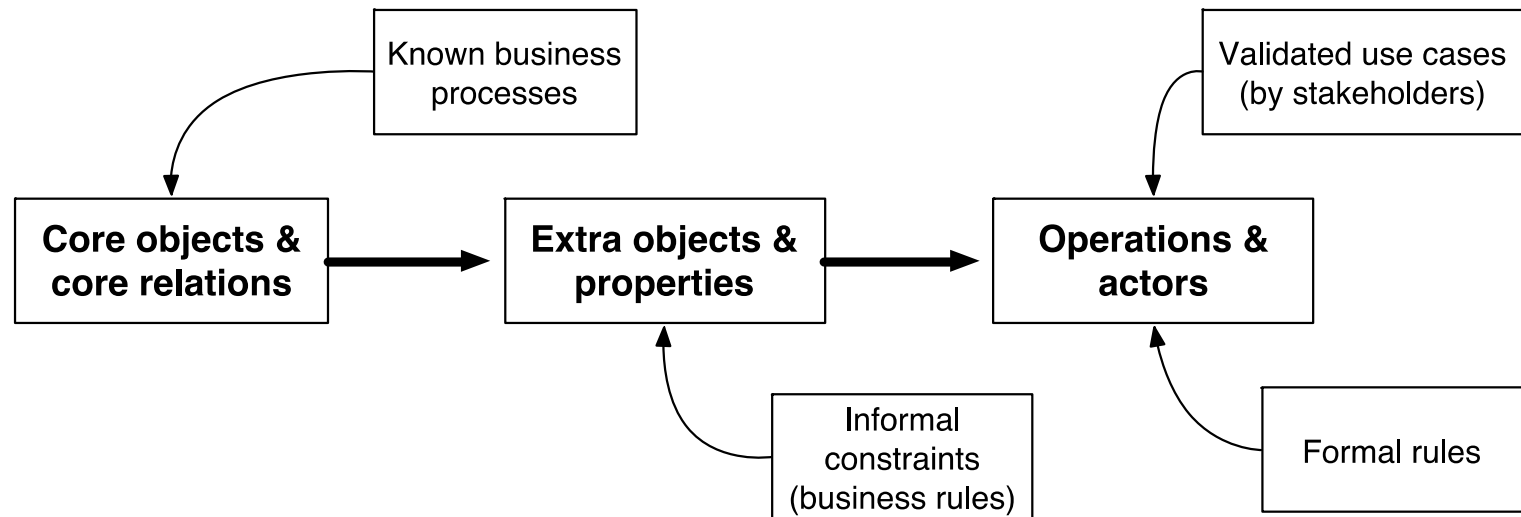 Known business
processes
Validated use cases
(by stakeholders)
Core objects &
core relations
Extra objects &
properties
Operations &
actors
Informal
constraints
(business rules)
Formal rules